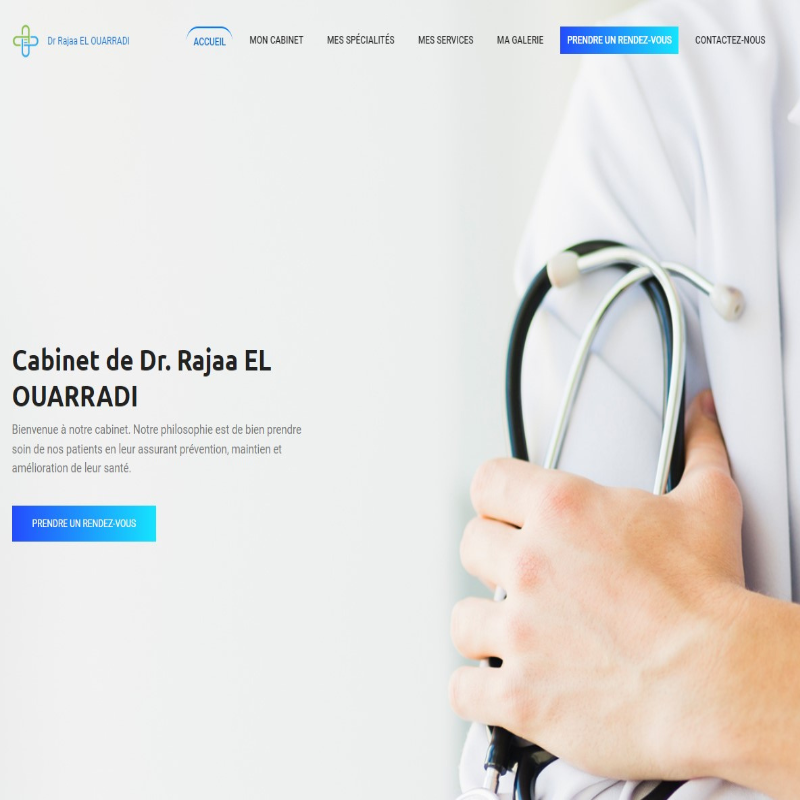 Dr Rajaa EL OUARRADI
ACCUEIL
MON CABINET
MES SPÉCIALITÉS
MES SERVICES
MA GALERIE
PRENDRE UN RENDEZ-VOUS
CONTACTEZ-NOUS
Cabinet de Dr. Rajaa EL
OUARRADI
Bienvenue à notre cabinet. Notre philosophie est de bien prendre
soin de nos patients en leur assurant prévention, maintien et
amélioration de leur santé.
PRENDRE UN RENDEZ-VOUS